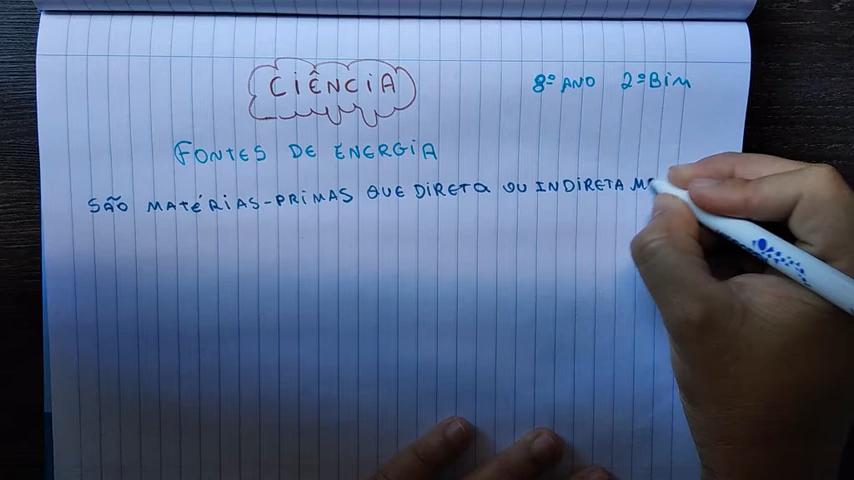 CIÊNCIA
8º ANO 2º BIM
FONTES DE ENERGIA
SÃO MATÉRIAS-PRIMAS QUE DIRETA OU INDIRETA